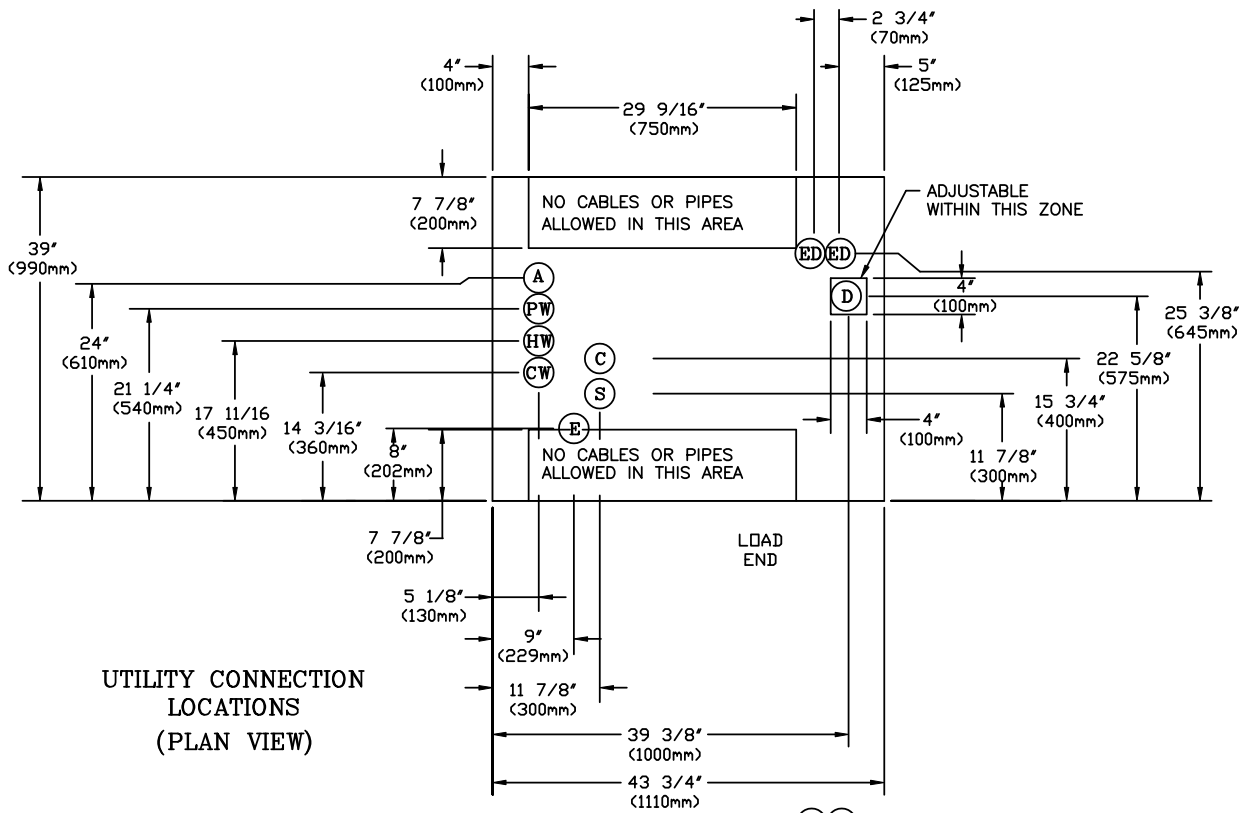 2 3/4"
(70mm)
4"
(100mm)
5"
(125mm)
29 9/16"
(750mm)
7 7/8"
(200mm)
NO CABLES OR PIPES
ALLOWED IN THIS AREA
ADJUSTABLE
WITHIN THIS ZONE
39"
(990mm)
ED ED
A
D
4"
(100mm)
PW
25 3/8"
(645mm)
24"
(610mm)
HW
C
22 5/8"
(575mm)
21 1/4"
(540mm)
CW
15 3/4"
(400mm)
17 11/16
(450mm)
S
14 3/16"
(360mm)
4"
(100mm)
E
8"
(202mm)
11 7/8"
(300mm)
NO CABLES OR PIPES
ALLOWED IN THIS AREA
7 7/8"
(200mm)
LOAD
END
5 1/8"
(130mm)
9"
(229mm)
UTILITY CONNECTION
LOCATIONS
(PLAN VIEW)
11 7/8"
(300mm)
39 3/8"
(1000mm)
43 3/4"
(1110mm)